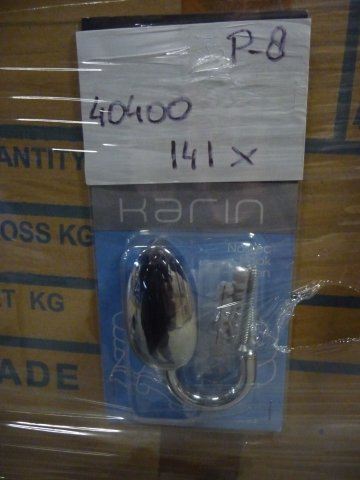 P-8
40400
141 x
ANTITY
Karin
OSS KG
T KG
ADE